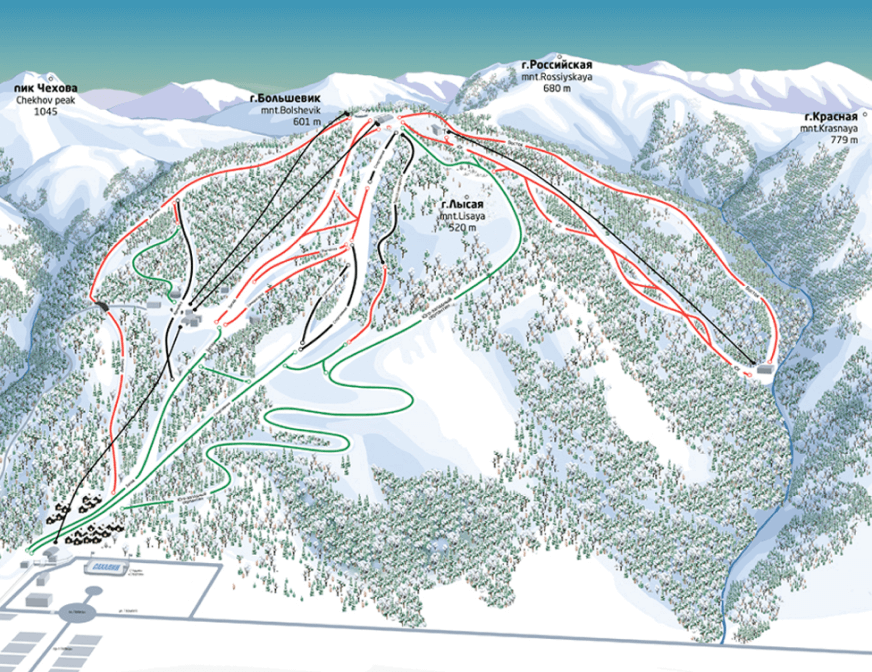 г.Российская
mnt.Rossiyskaya
680 m
пик Чехова
Chekhov peak
1045
г.Большевик
mnt.Bolshevik
601 m
г.Красная
mnt.Krasnaya
779 m
г.Лысая
mnt.Lisaya
520 m
САХАЛИН